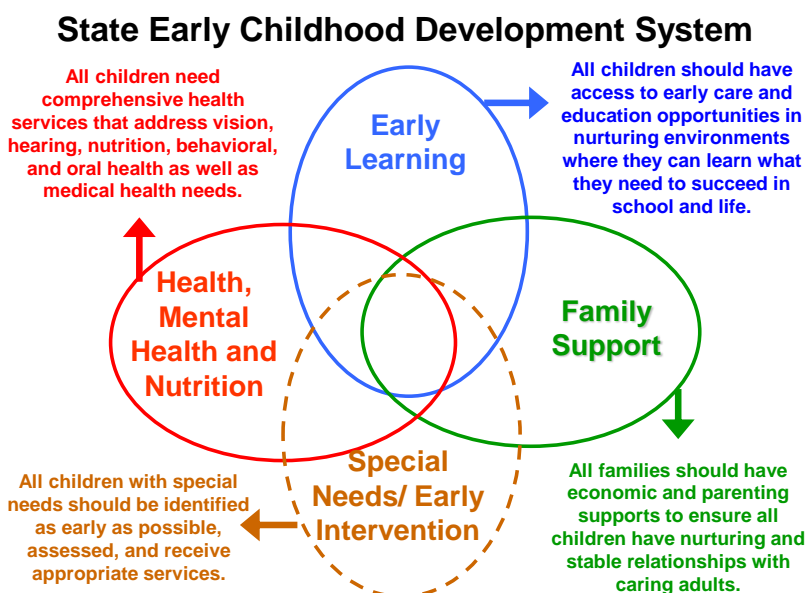 State Early Childhood Development System
All children need
comprehensive health
services that address vision,
hearing, nutrition, behavioral,
and oral health as well as
medical health needs.
Early
Learning
All children should have
access to early care and
education opportunities in
nurturing environments
where they can learn what
they need to succeed in
school and life.
Health,
Mental
Health and
Nutrition
Family
Support
Special
Needs/ Early
Intervention
All children with special
needs should be identified
as early as possible,
assessed, and receive
appropriate services.
All families should have
economic and parenting
supports to ensure all
children have nurturing and
stable relationships with
caring adults.